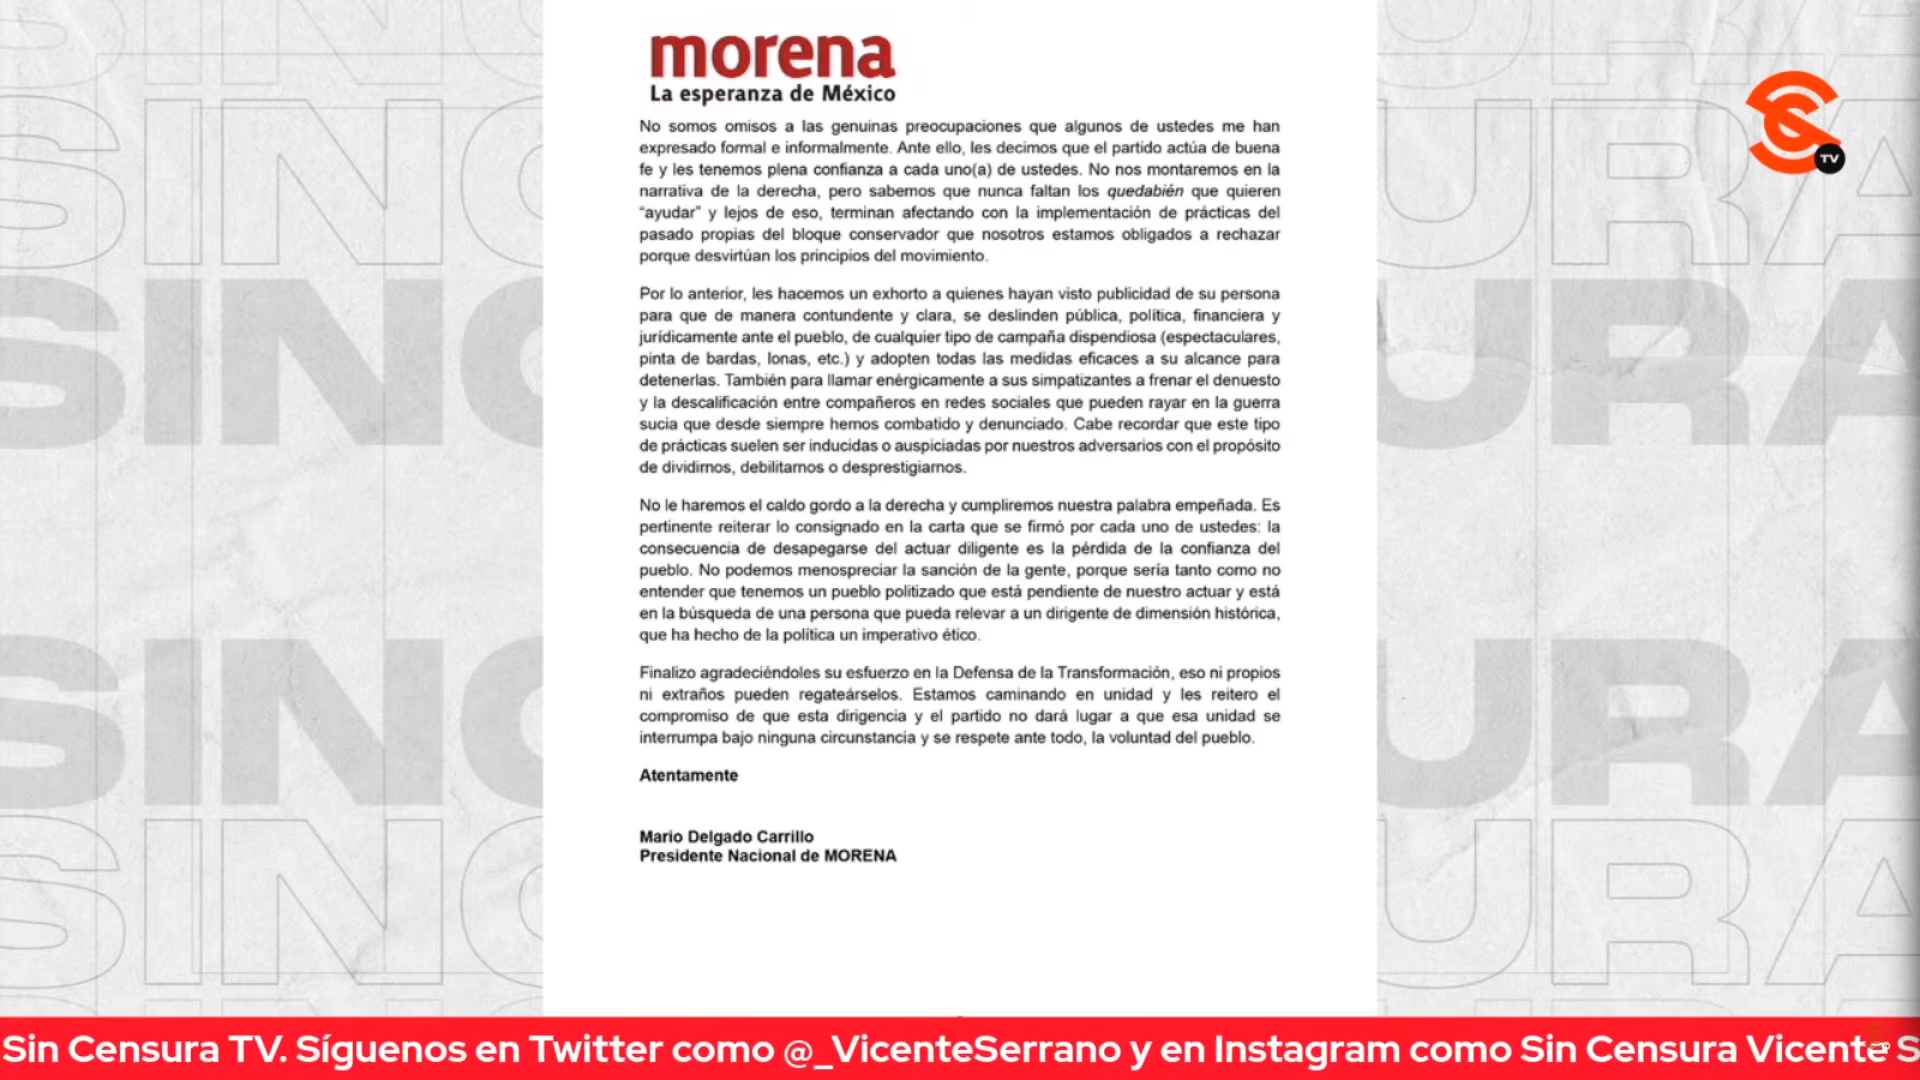 morena
La esperanza de México
No somos omisos a las genuinas preocupaciones que algunos de ustedes me han
expresado formal e informalmente. Ante ello, les decimos que el partido actúa de buena
fe y les tenemos plena confianza a cada uno(a) de ustedes. No nos montaremos en la
narrativa de la derecha, pero sabemos que nunca faltan los quedabién que quieren
“ayudar” y lejos de eso, terminan afectando con la implementación de prácticas del
pasado propias del bloque conservador que nosotros estamos obligados a rechazar
porque desvirtúan los principios del movimiento.
Por lo anterior, les hacemos un exhorto a quienes hayan visto publicidad de su persona
para que de manera contundente y clara, se deslinden pública, política, financiera y
jurídicamente ante el pueblo, de cualquier tipo de campaña dispendiosa (espectaculares,
pinta de bardas, lonas, etc.) y adopten todas las medidas eficaces a su alcance para
detenerlas. También para llamar enérgicamente a sus simpatizantes a frenar el denuesto
y la descalificación entre compañeros en redes sociales que pueden rayar en la guerra
sucia que desde siempre hemos combatido y denunciado. Cabe recordar que este tipo
de prácticas suelen ser inducidas o auspiciadas por nuestros adversarios con el propósito
de dividirnos, debilitarnos o desprestigiarnos.
No le haremos el caldo gordo a la derecha y cumpliremos nuestra palabra empeñada. Es
pertinente reiterar lo consignado en la carta que se firmó por cada uno de ustedes: la
consecuencia de desapegarse del actuar diligente es la pérdida de la confianza del
pueblo. No podemos menospreciar la sanción de la gente, porque sería tanto como no
entender que tenemos un pueblo politizado que está pendiente de nuestro actuar y está
en la búsqueda de una persona que pueda relevar a un dirigente de dimensión histórica,
que ha hecho de la política un imperativo ético.
Finalizo agradeciéndoles su esfuerzo en la Defensa de la Transformación, eso ni propios
ni extraños pueden regateárselos. Estamos caminando en unidad y les reitero el
compromiso de que esta dirigencia y el partido no dará lugar a que esa unidad se
interrumpa bajo ninguna circunstancia y se respete ante todo, la voluntad del pueblo.
Atentamente
Mario Delgado Carrillo
Presidente Nacional de MORENA
TV
SINC
URA
SINC
URA
SINC
URA
SINC
URA
Sin Censura TV. Síguenos en Twitter como @_VicenteSerrano y en Instagram como Sin Censura Vicente S